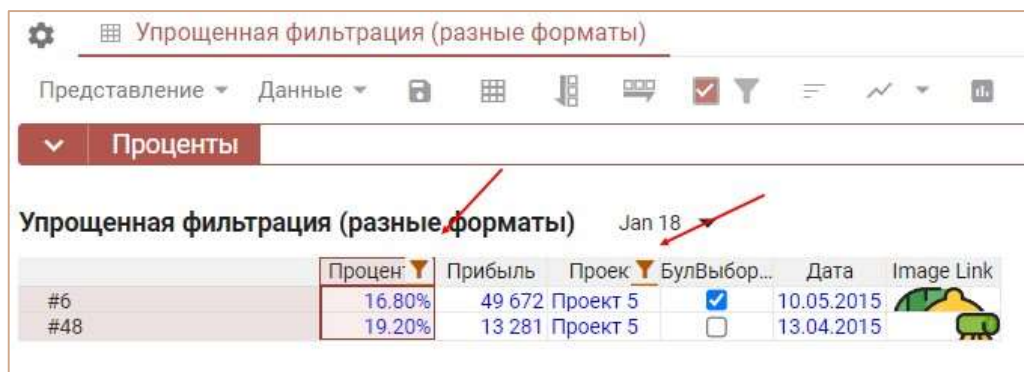 Упрощенная фильтрация (разные форматы)
Представление Данные
Проценты
Упрощенная фильтрация (разные форматы) Jan 18
Процен Прибыль Проек БулВыбор... Дата Image Link
#6 16.80% 49 672 Проект 5 10.05.2015
#48 19.20% 13 281 Проект 5 13.04.2015